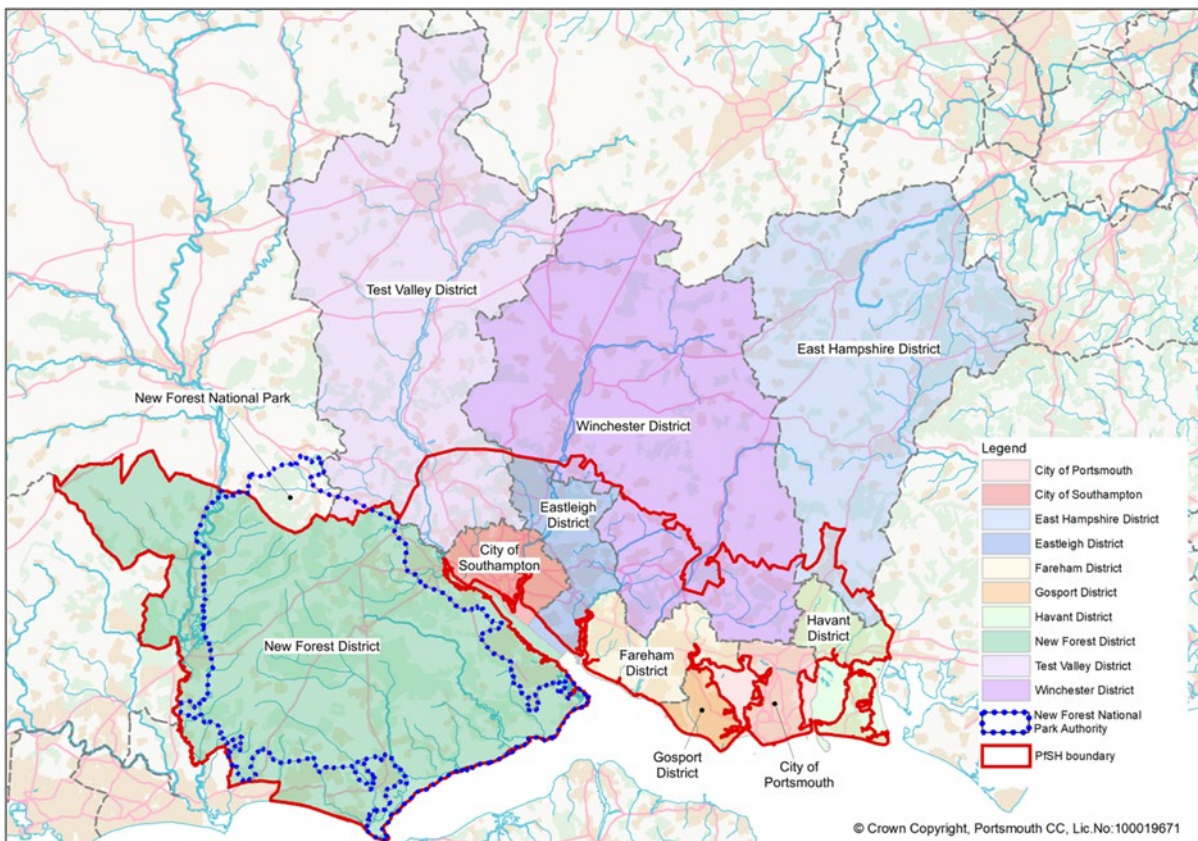 Test Valley District
East Hampshire District
New Forest National Park
Winchester District
Eastleigh
District
City of
Southampton
Havant
District
New Forest District
Fareham
District
Gosport
District
City of
Portsmouth
Legend
City of Portsmouth
City of Southampton
East Hampshire District
Eastleigh District
Fareham District
Gosport District
Havant District
New Forest District
Test Valley District
Winchester District
New Forest National
Park Authority
PfSH boundary
© Crown Copyright, Portsmouth CC, Lic.No:100019671